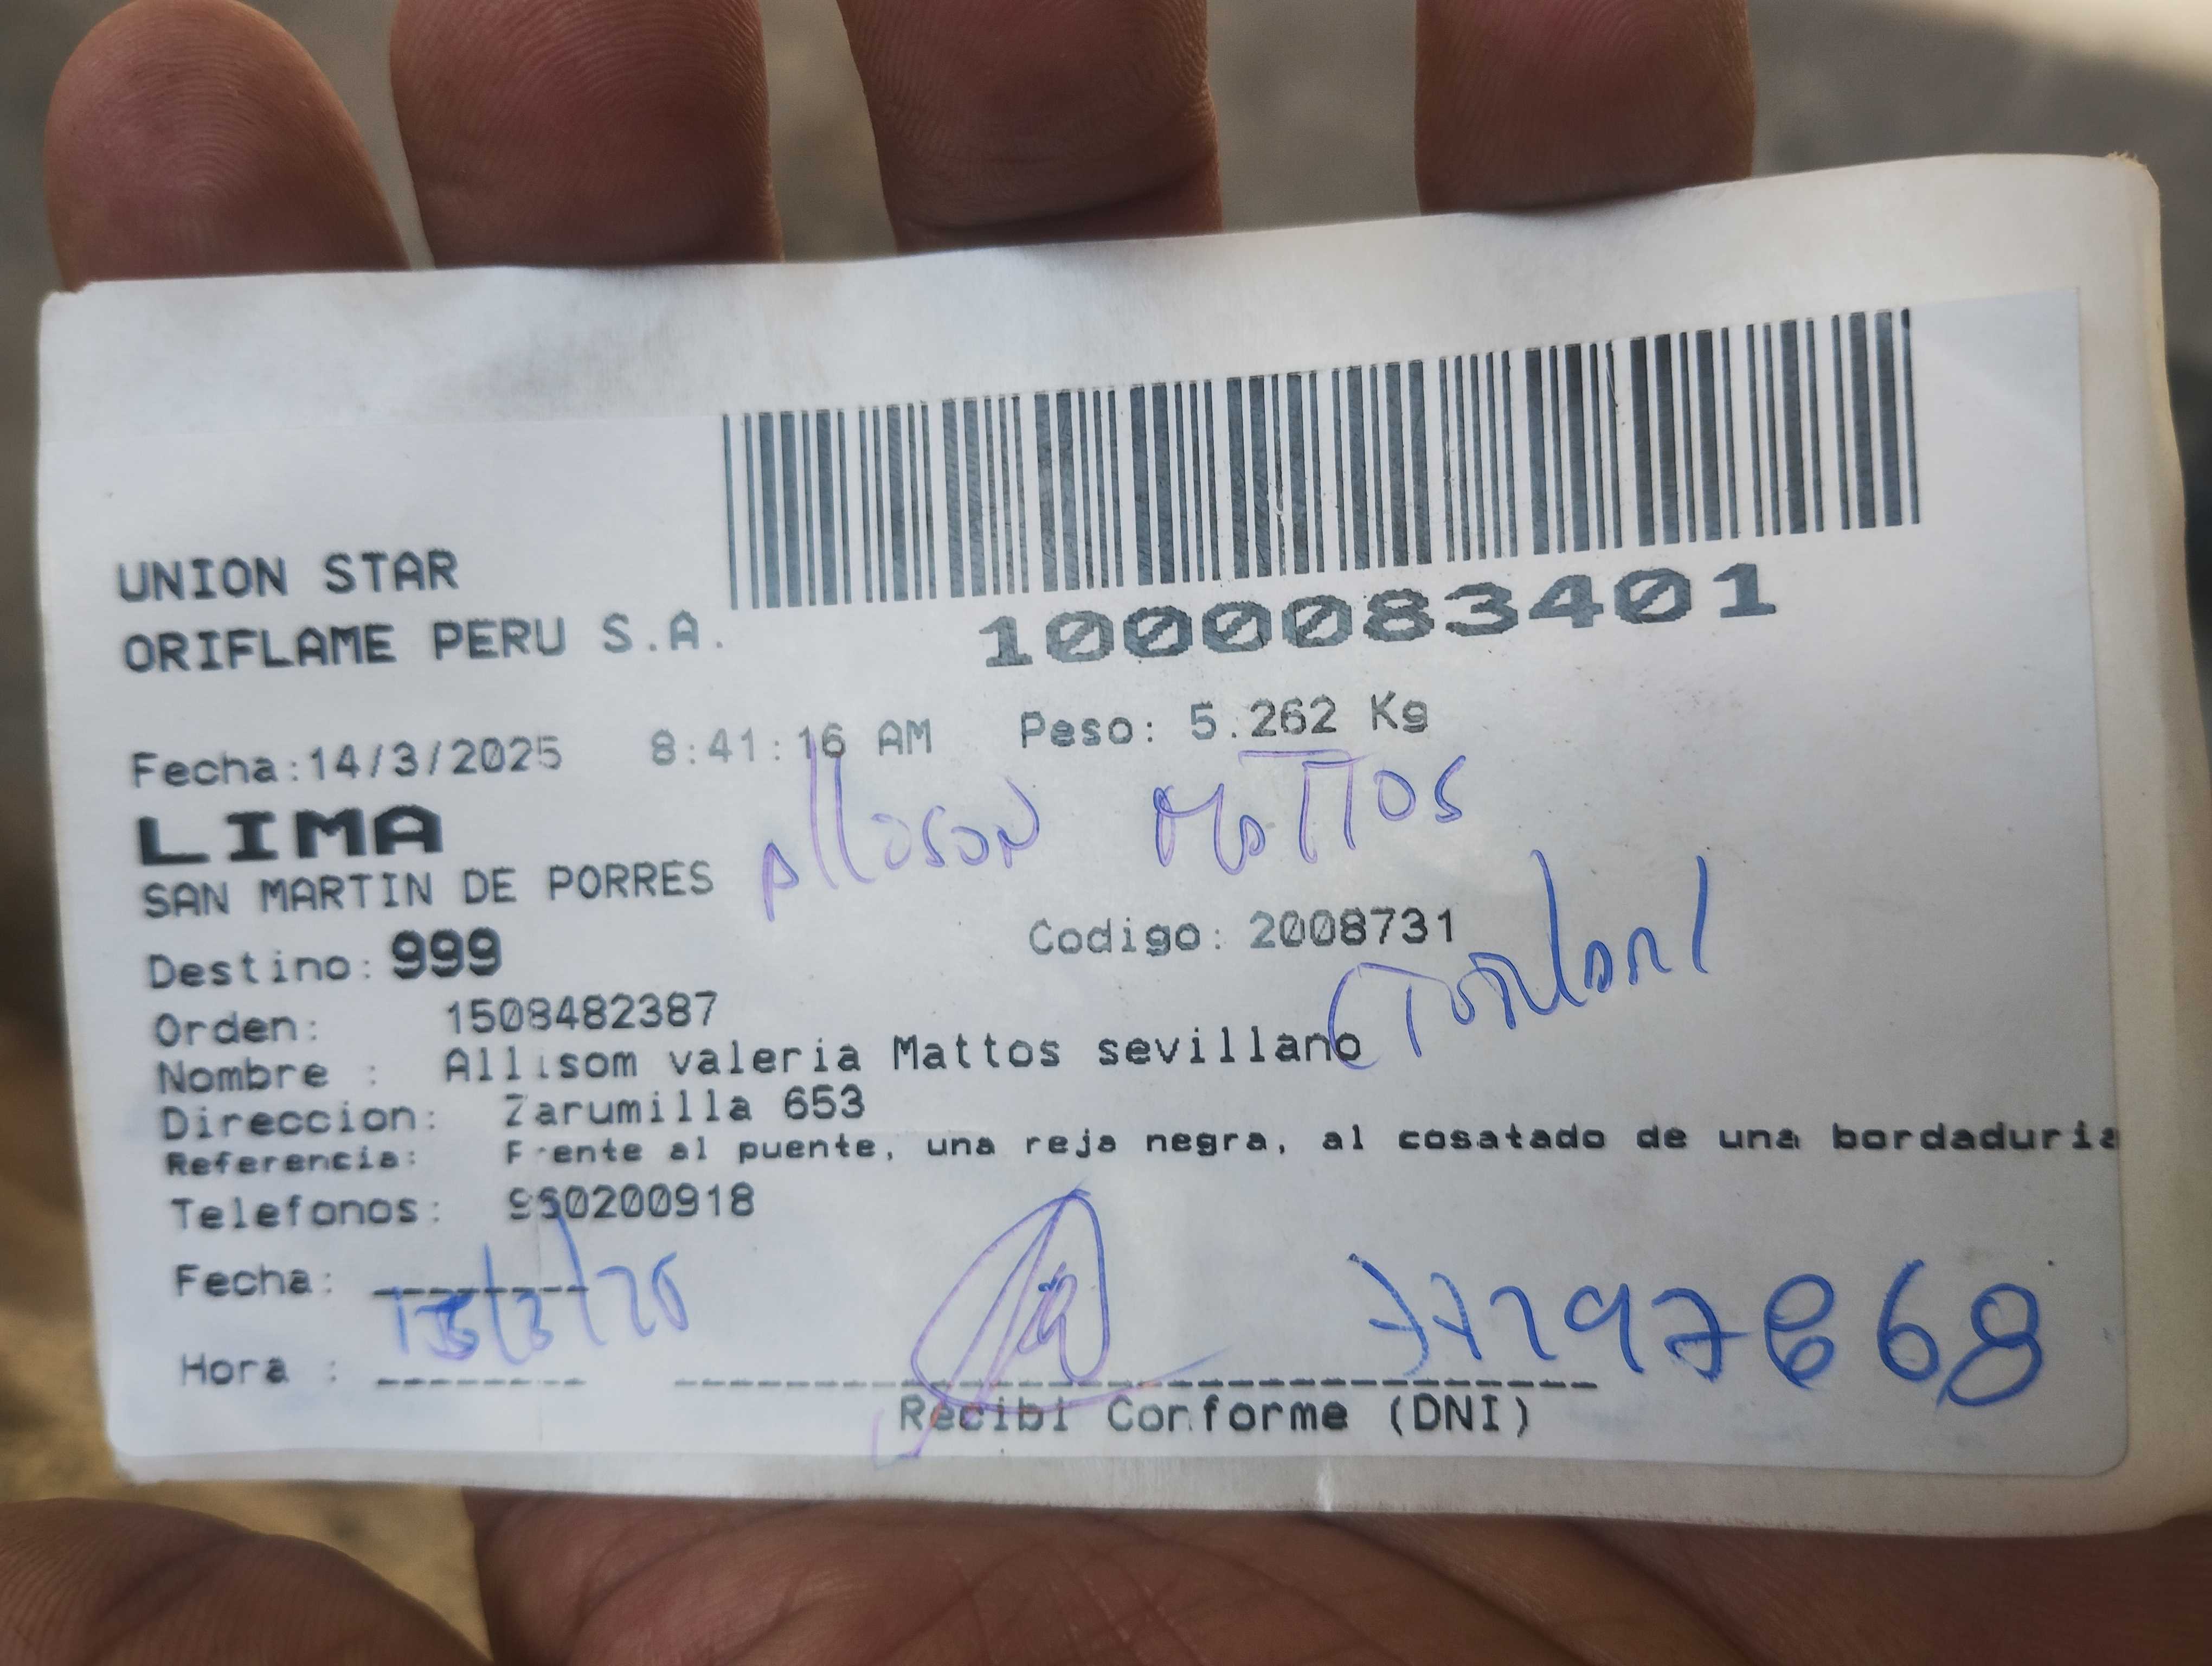 UNION STAR
ORIFLAME PERU S.A.
1000083401
Fecha:14/3/2025 8:41:16 AM Peso: 5.262 Kg
LIMA
Allison Mattos
SAN MARTIN DE PORRES
Destino: 999 Codigo: 2008731
(Titular)
Orden: 1508482387
Nombre : Allisom valeria Mattos sevillano
Direccion: Zarumilla 653
Referencia: Frente al puente, una reja negra, al cosatado de una bordaduria
Telefonos: 950200918
Fecha:
Hora :
Recibi Conforme (DNI)